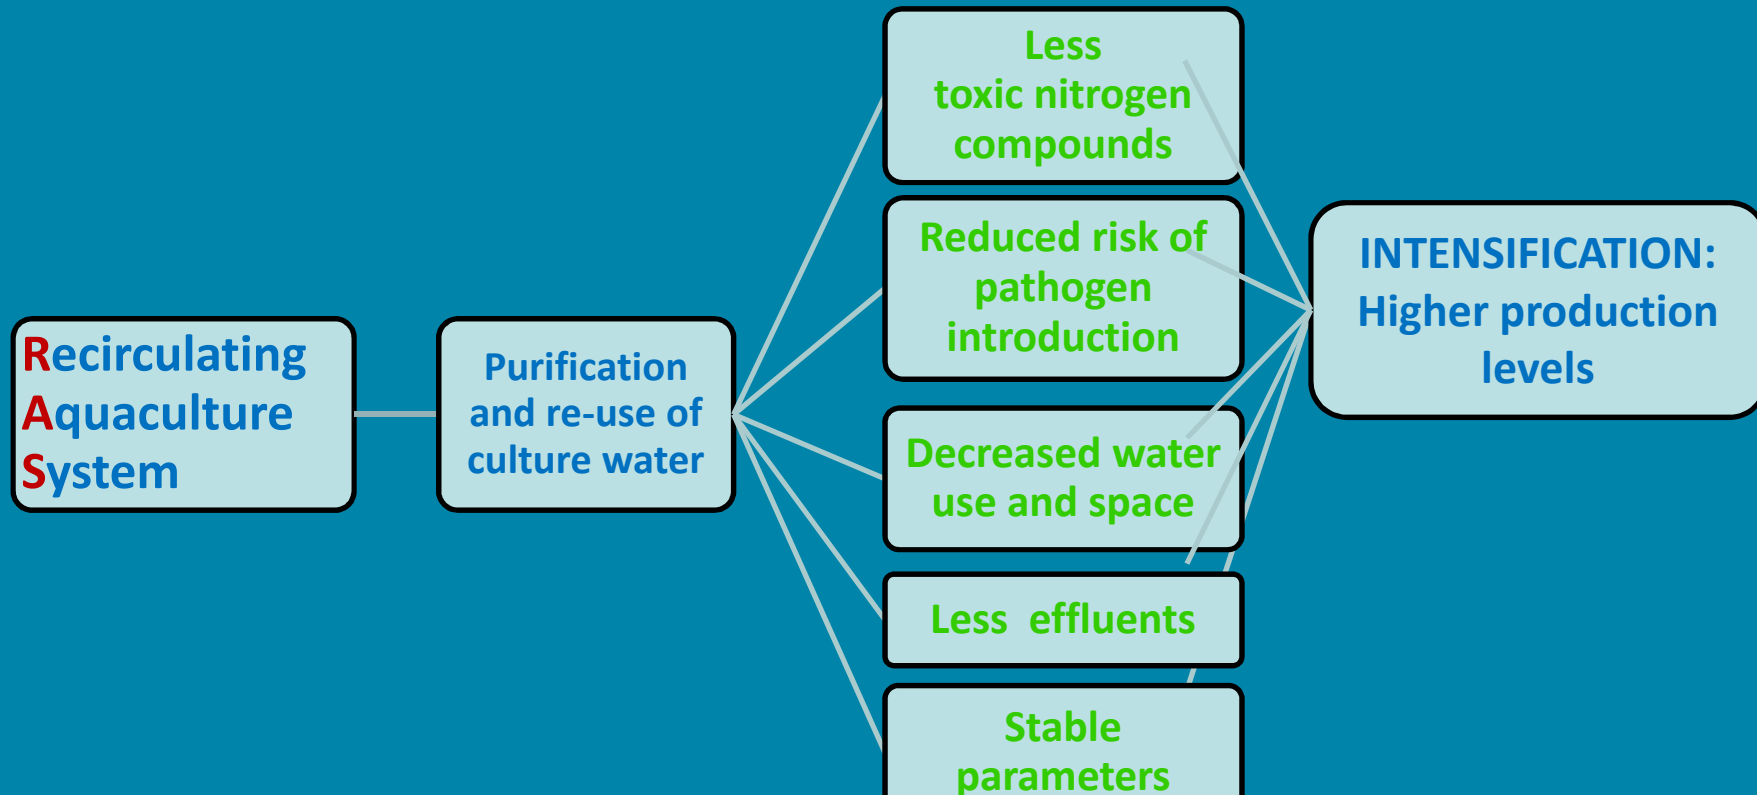 Recirculating
Aquaculture
System
Purification
and re-use of
culture water
Less
toxic nitrogen
compounds
Reduced risk of
pathogen
introduction
Decreased water
use and space
Less  effluents
Stable
parameters
INTENSIFICATION:
Higher production
levels